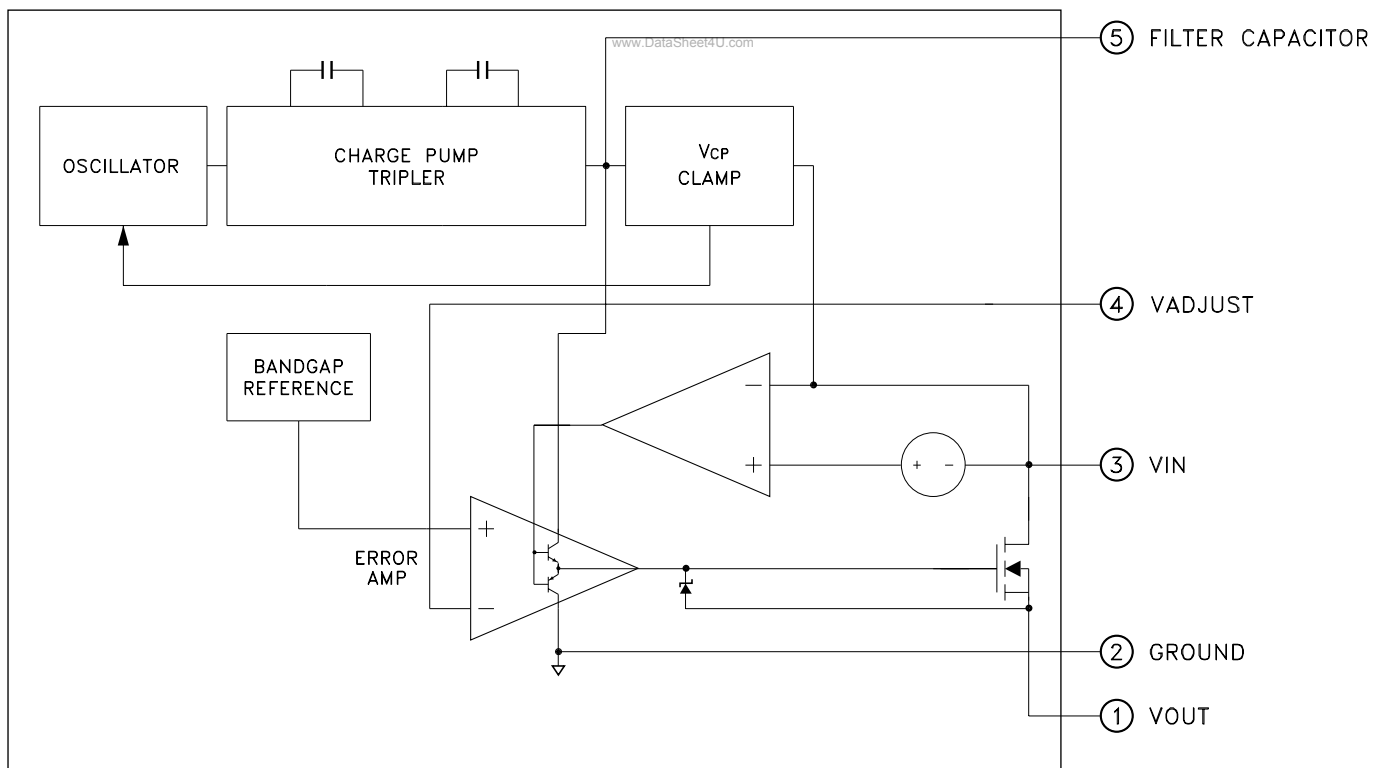 www.DataSheet4U.com
5 FILTER CAPACITOR
OSCILLATOR
CHARGE PUMP
TRIPLER
VCP
CLAMP
4 VADJUST
BANDGAP
REFERENCE
−
+
+ −
3 VIN
+
ERROR
AMP
−
2 GROUND
1 VOUT